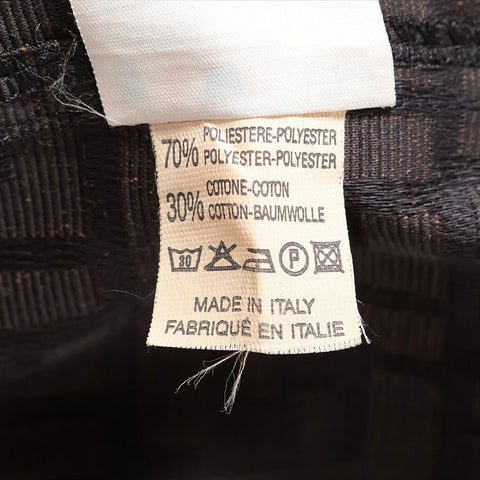 70% POLIESTERE-POLYESTER
POLYESTER-POLYESTER
30% COTONE-COTON
COTTON-BAUMWOLLE
30 P
MADE IN ITALY
FABRIQUÉ EN ITALIE